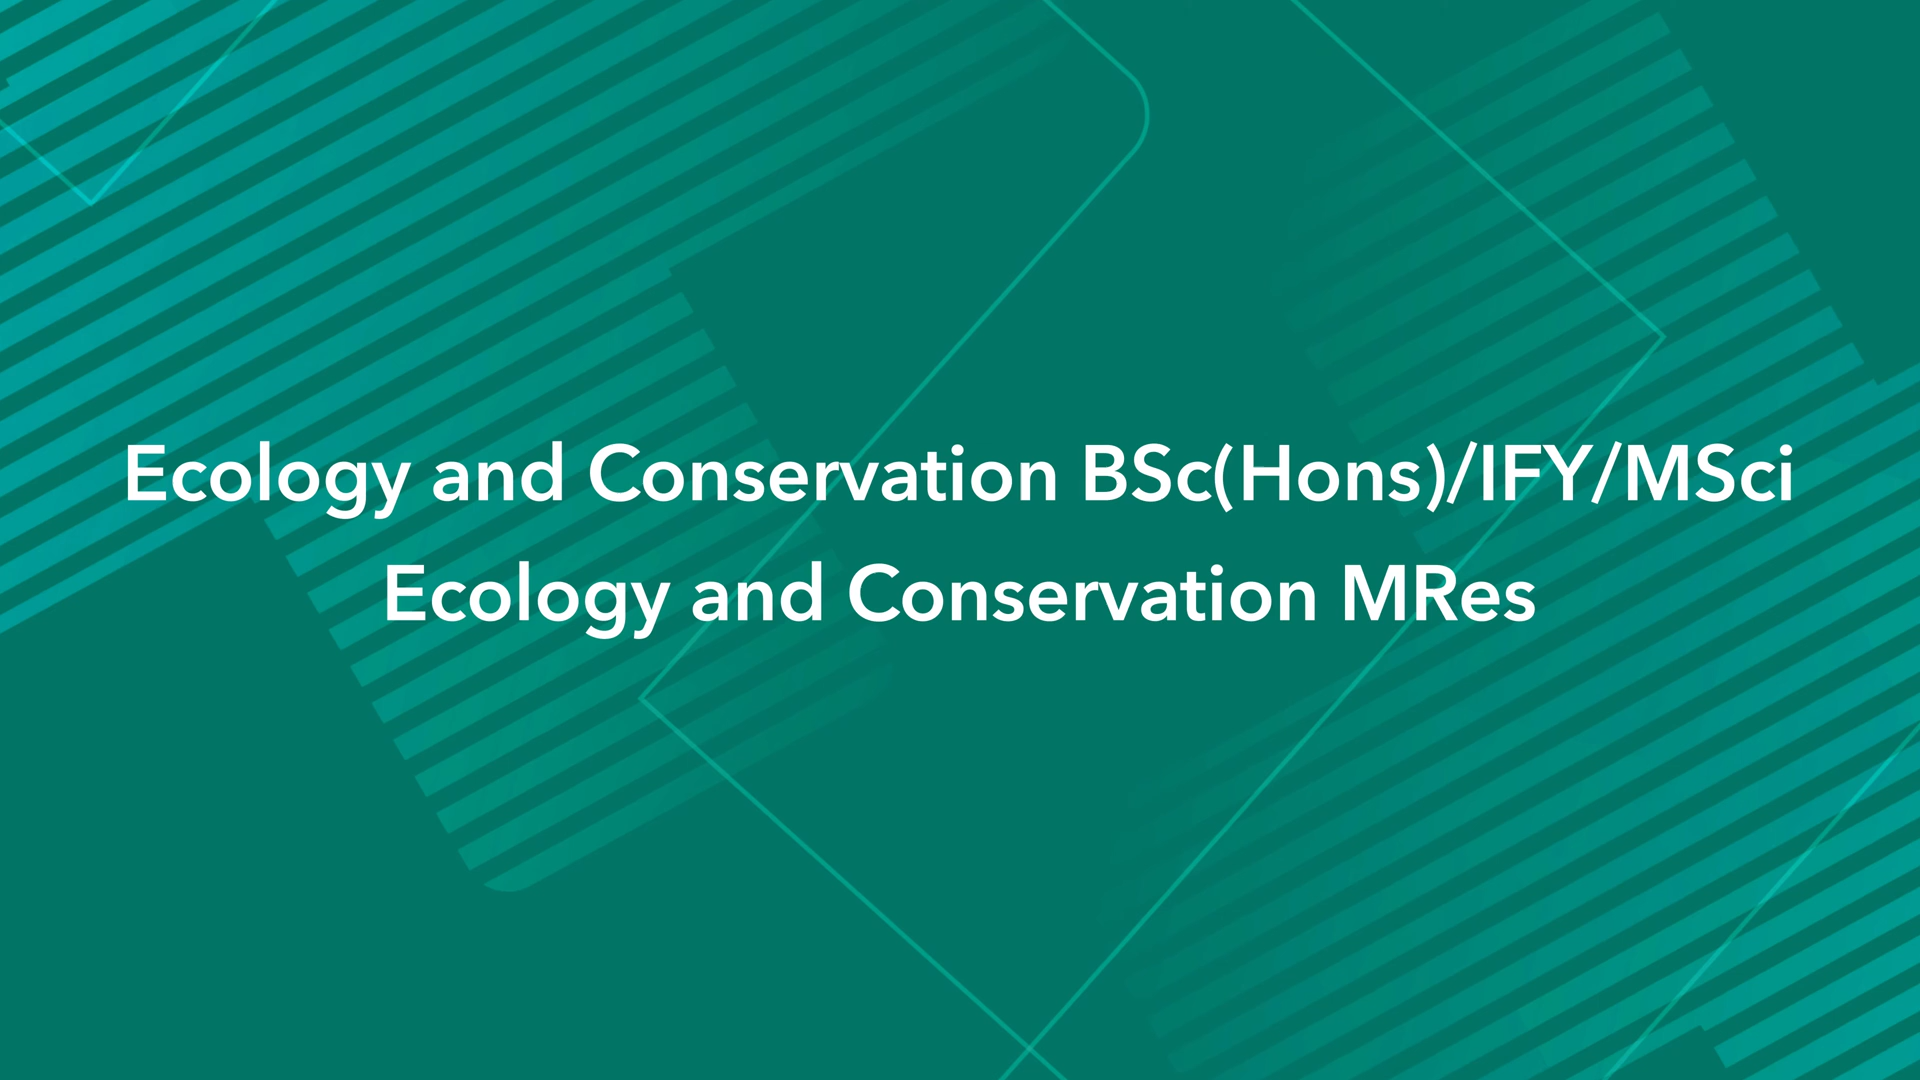 Ecology and Conservation BSc(Hons)/IFY/MSci
Ecology and Conservation MRes